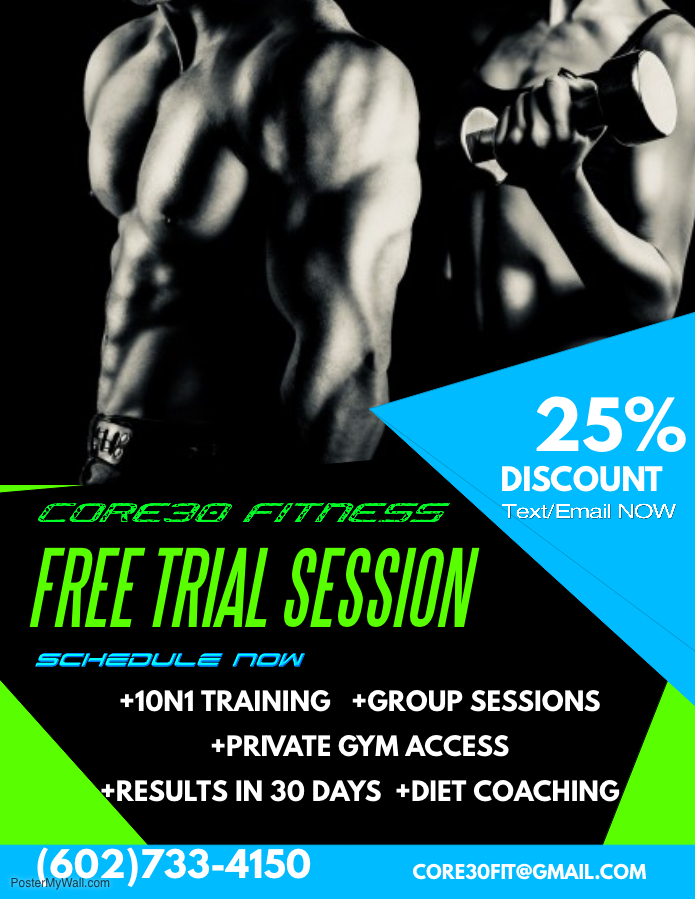 25%
DISCOUNT
Text/Email NOW
CORE30 FITNESS
FREE TRIAL SESSION
SCHEDULE NOW
+1ON1 TRAINING +GROUP SESSIONS
+PRIVATE GYM ACCESS
+RESULTS IN 30 DAYS +DIET COACHING
(602)733-4150
CORE30FIT@GMAIL.COM
PosterMyWall.com